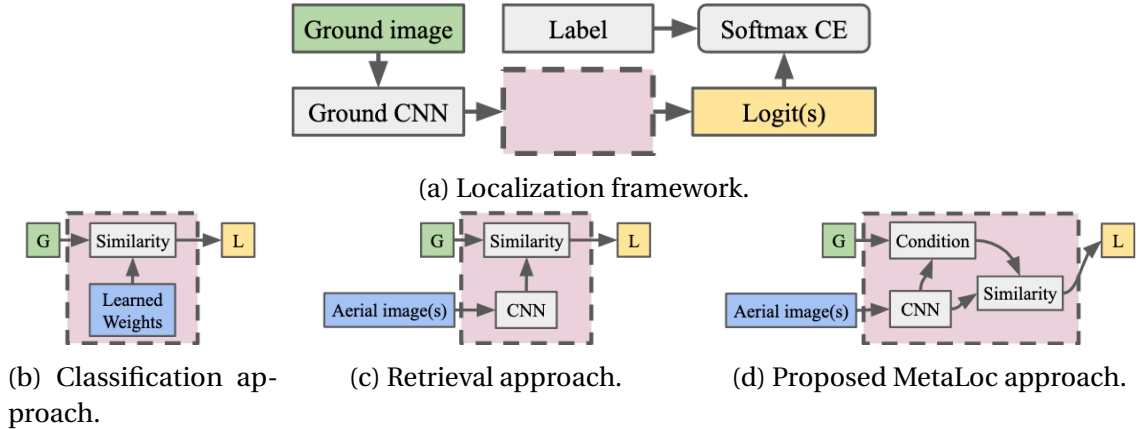 Ground image
Label
Softmax CE
Ground CNN
Logit(s)
(a) Localization framework.
G
Similarity
L
Learned
Weights
(b) Classification ap-
proach.
G
Similarity
L
Aerial image(s)
CNN
(c) Retrieval approach.
G
Condition
L
Similarity
Aerial image(s)
CNN
(d) Proposed MetaLoc approach.